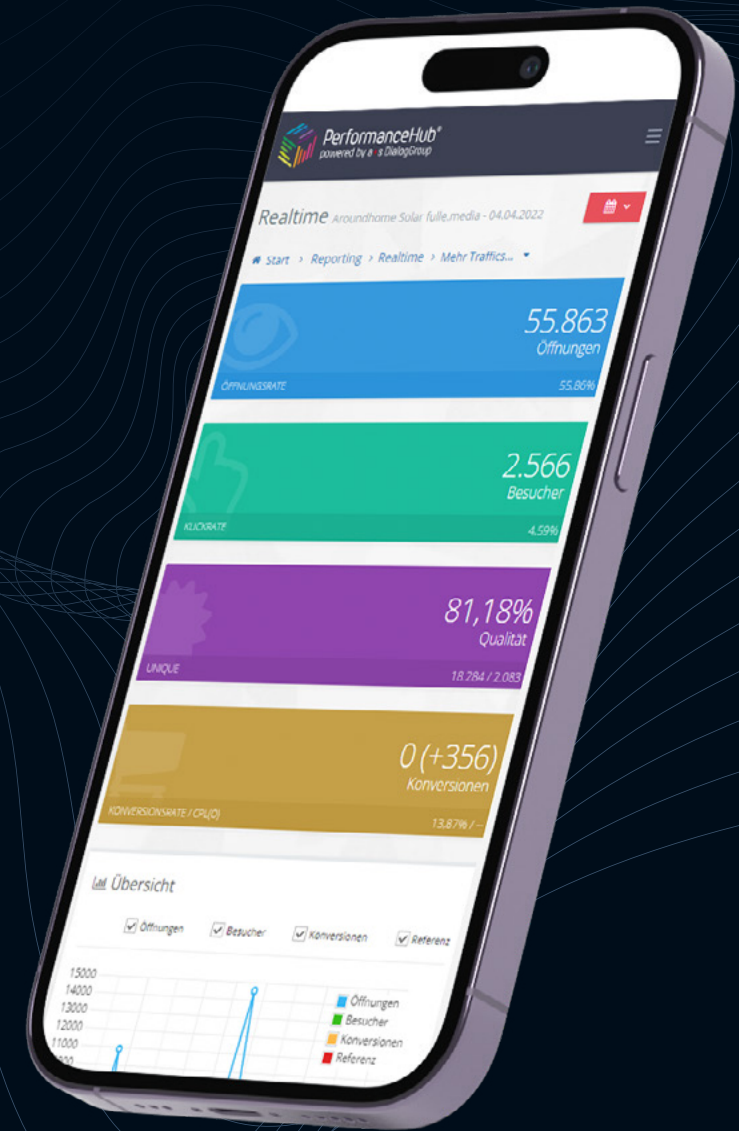 PerformanceHub®
powered by a s DialogGroup
Realtime Aroundhome Solar fulle.media - 04.04.2022
Start > Reporting > Realtime > Mehr Traffics...
55.863
Öffnungen
ÖFFNUNGSRATE 55.86%
2.566
Besucher
KLICKRATE 4.59%
81,18%
Qualität
UNIQUE 18.284 / 2.083
0 (+356)
Konversionen
KONVERSIONSRATE / CPL(O) 13.87% / --
Übersicht
Öffnungen Besucher Konversionen Referenz
15000
14000
13000
12000
11000
Öffnungen
Besucher
Konversionen
Referenz